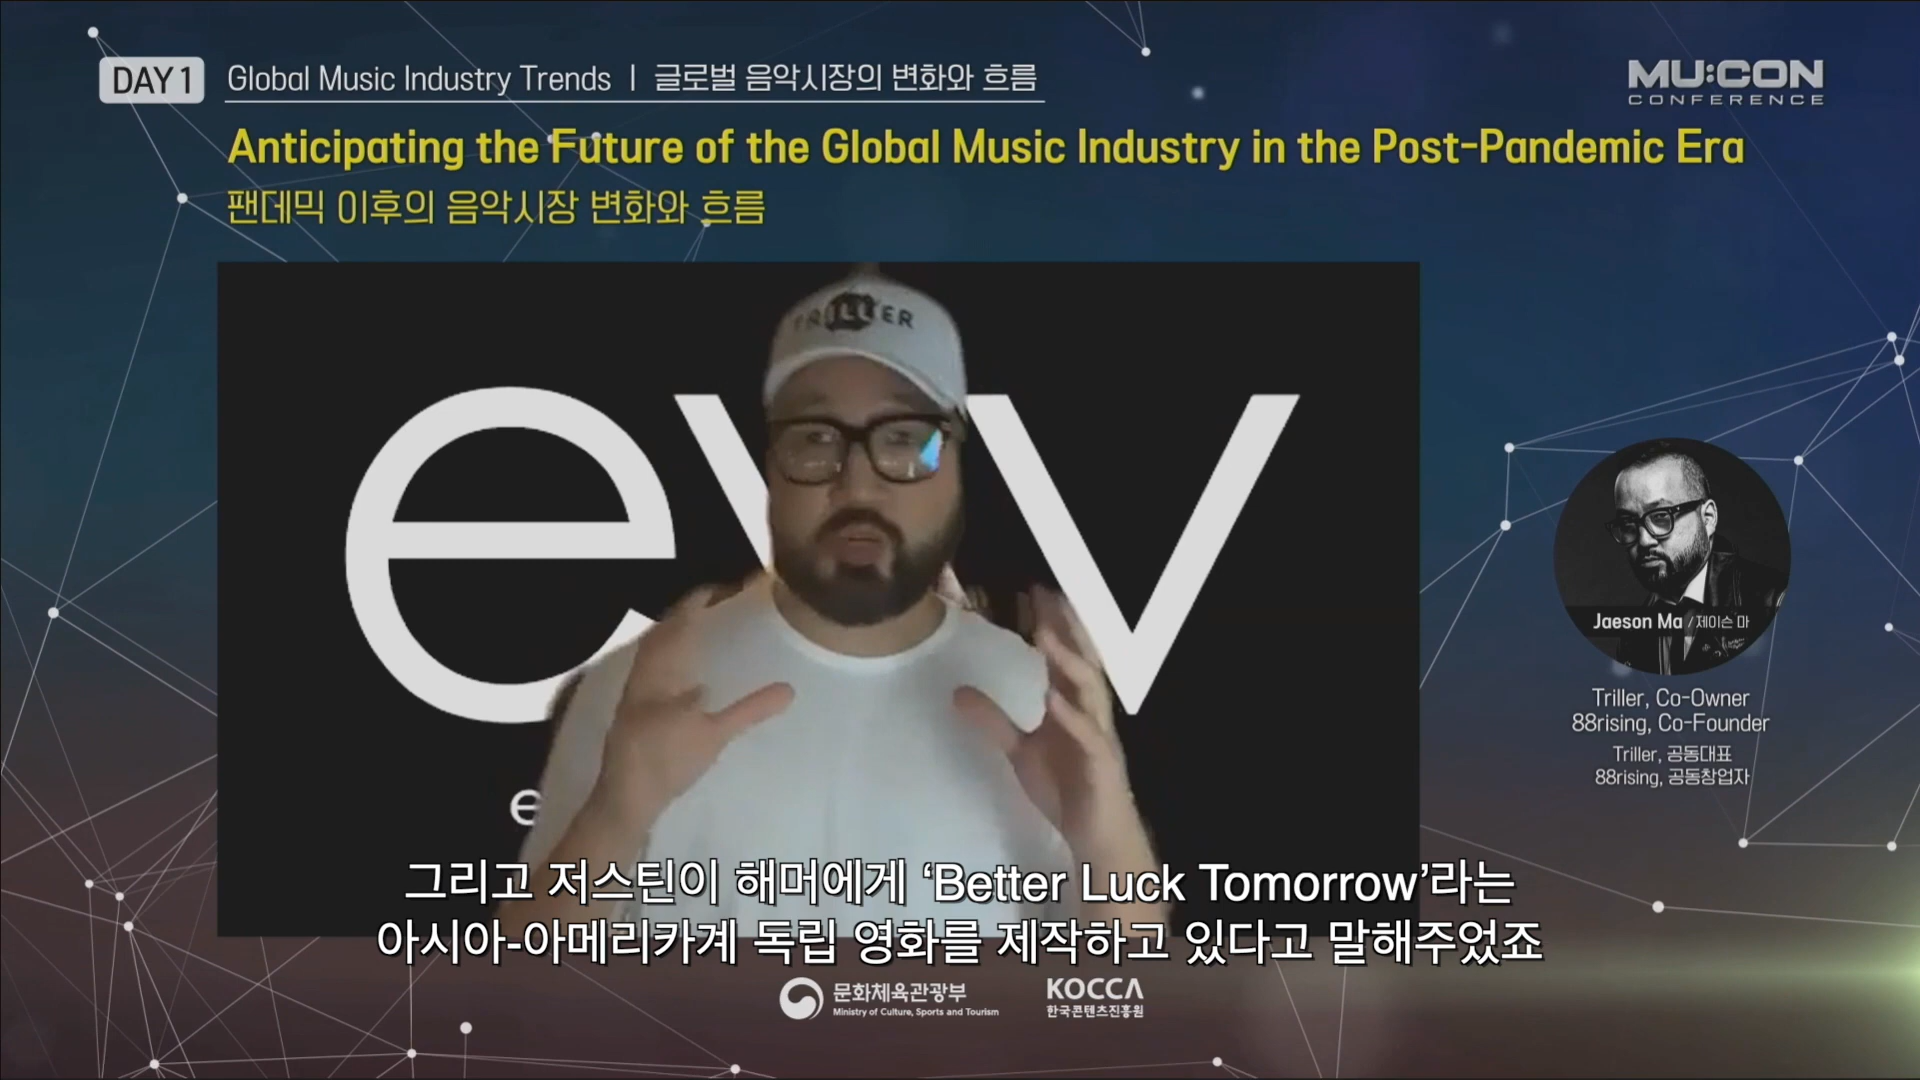 DAY 1
Global Music Industry Trends | 글로벌 음악시장의 변화와 흐름
MU:CON
CONFERENCE
Anticipating the Future of the Global Music Industry in the Post-Pandemic Era
팬데믹 이후의 음악시장 변화와 흐름
TRILLER
e
Jaeson Ma / 제이슨 마
Triller, Co-Owner
88rising, Co-Founder
Triller, 공동대표
88rising, 공동창업자
e
그리고 저스틴이 해머에게 ‘Better Luck Tomorrow’라는
아시아-아메리카계 독립 영화를 제작하고 있다고 말해주었죠
문화체육관광부
Ministry of Culture, Sports and Tourism
KOCCA
한국콘텐츠진흥원